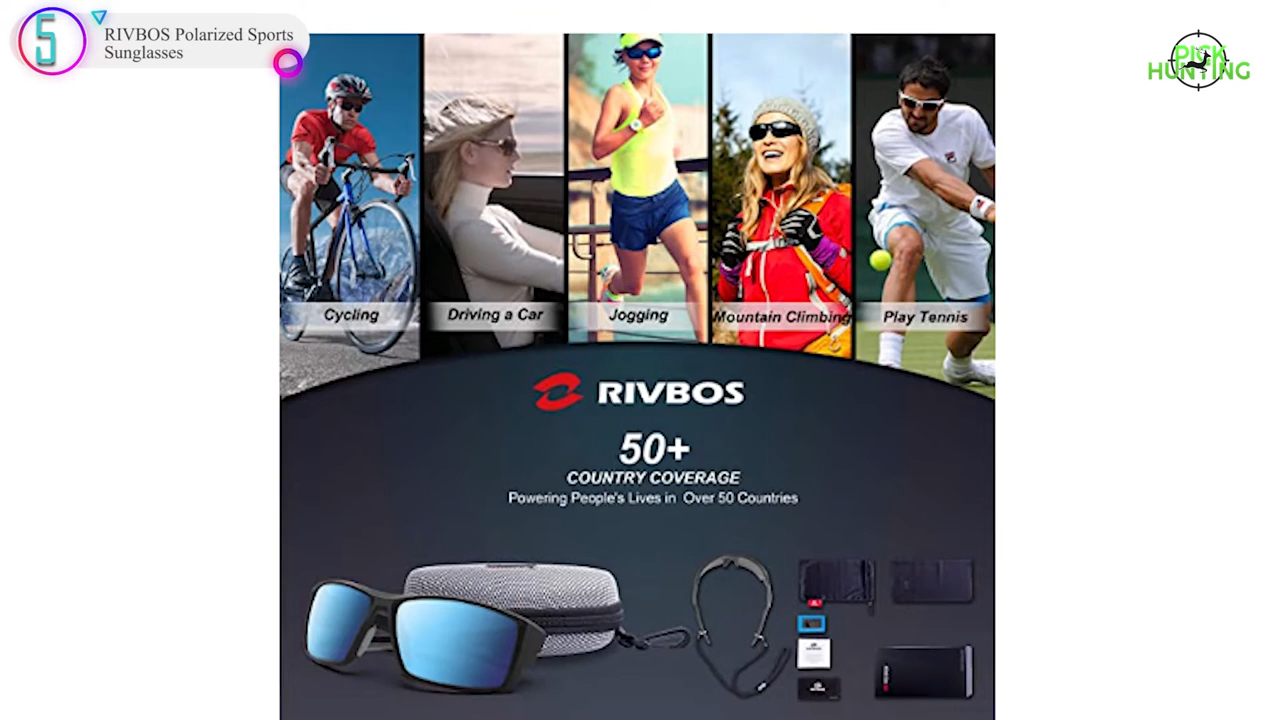 5
RIVBOS Polarized Sports
Sunglasses
PICK
HUNTING
Cycling
Driving a Car
Jogging
Mountain Climbing
Play Tennis
RIVBOS
50+
COUNTRY COVERAGE
Powering People's Lives in Over 50 Countries